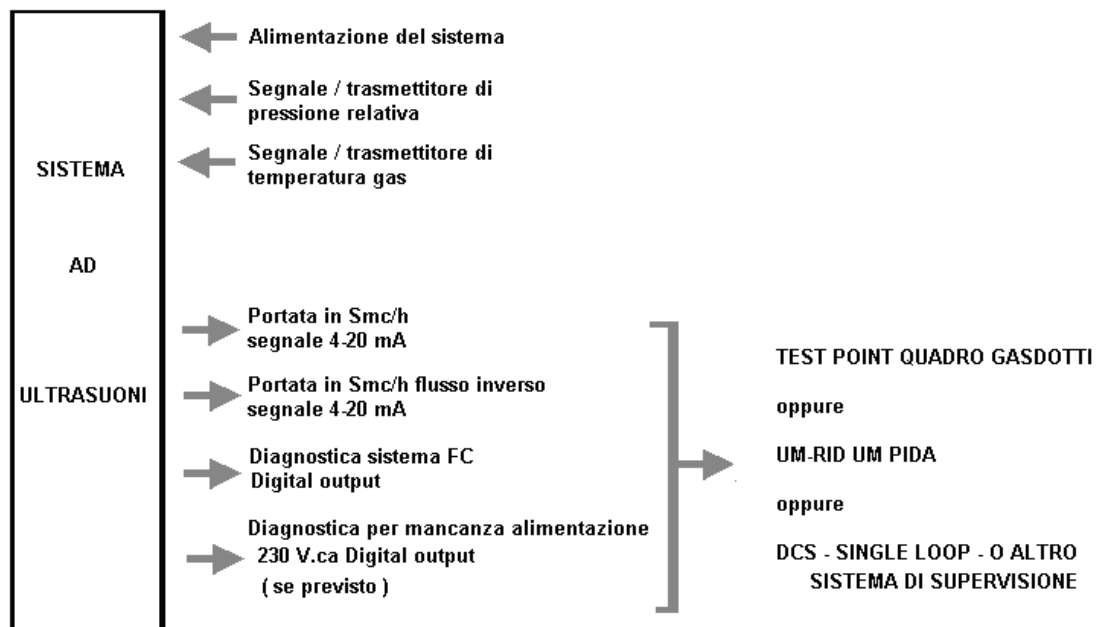 SISTEMA
AD
ULTRASUONI
Alimentazione del sistema
Segnale / trasmettitore di
pressione relativa
Segnale / trasmettitore di
temperatura gas
Portata in Smc/h
segnale 4-20 mA
Portata in Smc/h flusso inverso
segnale 4-20 mA
Diagnostica sistema FC
Digital output
Diagnostica per mancanza alimentazione
230 V.ca Digital output
( se previsto )
TEST POINT QUADRO GASDOTTI
oppure
UM-RID UM PIDA
oppure
DCS - SINGLE LOOP - O ALTRO
SISTEMA DI SUPERVISIONE